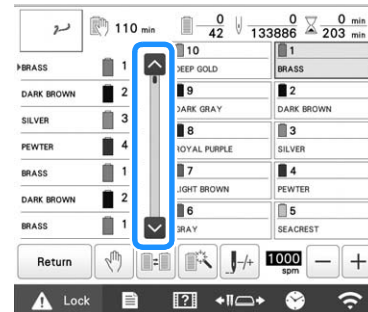 110 min
0
42
0
133886
0 min
203 min
BRASS 1
DARK BROWN 2
SILVER 3
PEWTER 4
BRASS 1
DARK BROWN 2
BRASS 1
10
DEEP GOLD
9
DARK GRAY
8
ROYAL PURPLE
7
LIGHT BROWN
6
GRAY
1
BRASS
2
DARK BROWN
3
SILVER
4
PEWTER
5
SEACREST
Return
-/+
1000
spm
−
+
Lock
?